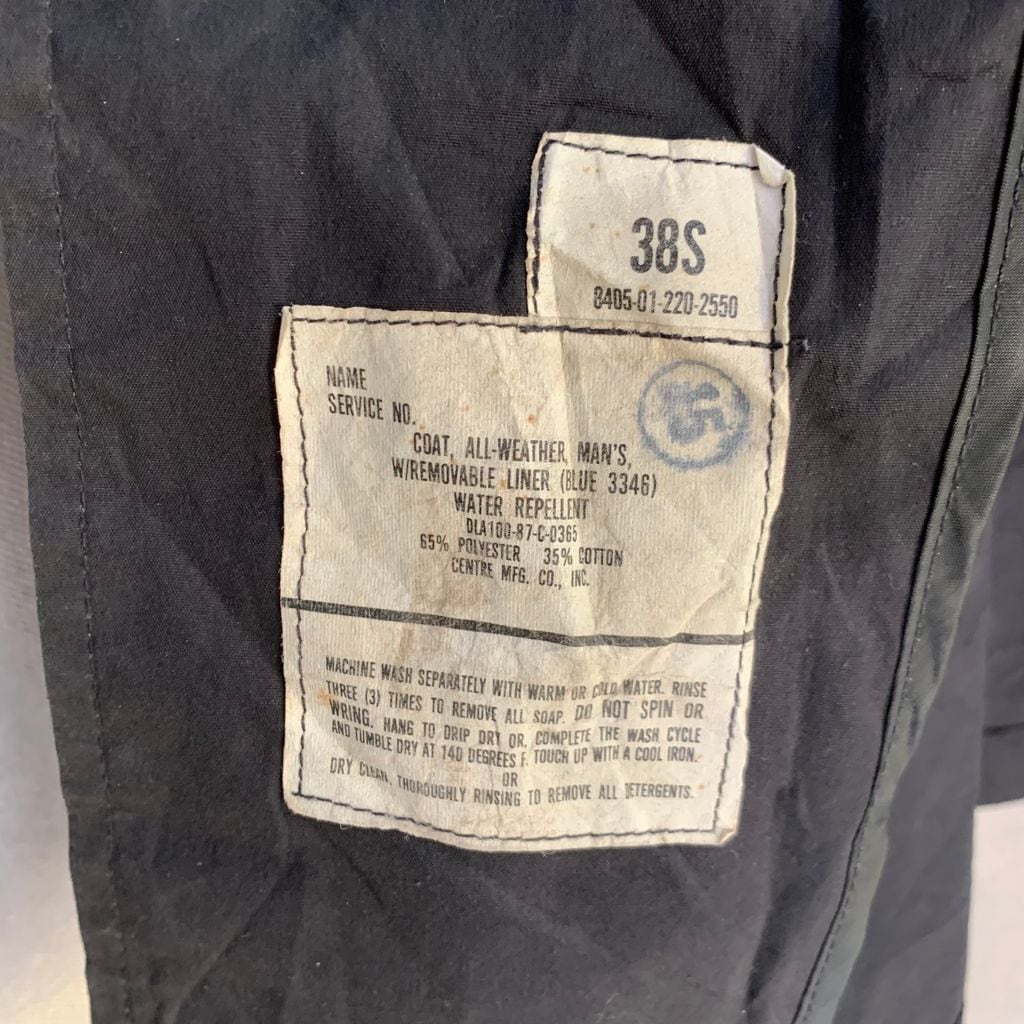 38S
8405-01-220-2550
NAME
SERVICE NO.
COAT, ALL-WEATHER, MAN'S,
W/REMOVABLE LINER (BLUE 3346)
WATER REPELLENT
DLA100-87-C-0365
65% POLYESTER 35% COTTON
CENTRE MFG. CO., INC.
MACHINE WASH SEPARATELY WITH WARM OR COLD WATER. RINSE
THREE (3) TIMES TO REMOVE ALL SOAP. DO NOT SPIN OR
WRING. HANG TO DRIP DRY OR, COMPLETE THE WASH CYCLE
AND TUMBLE DRY AT 140 DEGREES F. TOUCH UP WITH A COOL IRON.
OR
DRY CLEAN, THOROUGHLY RINSING TO REMOVE ALL DETERGENTS.